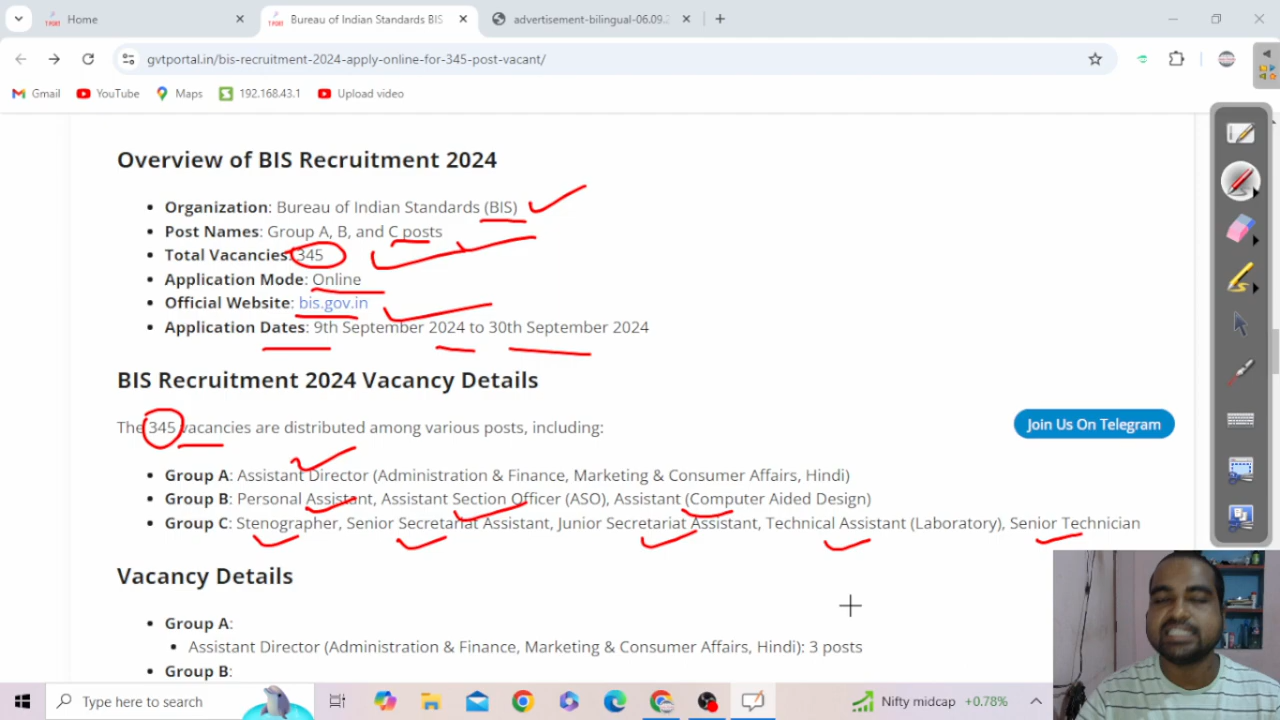 Home
Bureau of Indian Standards BIS
advertisement-bilingual-06.09.
gvtportal.in/bis-recruitment-2024-apply-online-for-345-post-vacant/
Gmail
YouTube
Maps
192.168.43.1
Upload video
Overview of BIS Recruitment 2024
Organization: Bureau of Indian Standards (BIS)
Post Names: Group A, B, and C posts
Total Vacancies: 345
Application Mode: Online
Official Website: bis.gov.in
Application Dates: 9th September 2024 to 30th September 2024
BIS Recruitment 2024 Vacancy Details
The 345 vacancies are distributed among various posts, including:
Join Us On Telegram
Group A: Assistant Director (Administration & Finance, Marketing & Consumer Affairs, Hindi)
Group B: Personal Assistant, Assistant Section Officer (ASO), Assistant (Computer Aided Design)
Group C: Stenographer, Senior Secretariat Assistant, Junior Secretariat Assistant, Technical Assistant (Laboratory), Senior Technician
Vacancy Details
Group A:
Assistant Director (Administration & Finance, Marketing & Consumer Affairs, Hindi): 3 posts
Group B:
Type here to search
Nifty midcap +0.78%